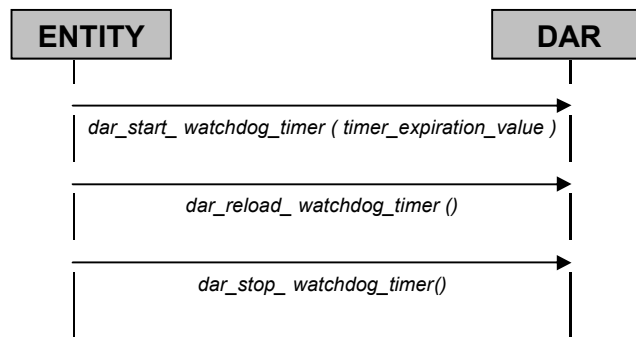 ENTITY
DAR
dar_start_ watchdog_timer ( timer_expiration_value )
dar_reload_ watchdog_timer ()
dar_stop_ watchdog_timer()